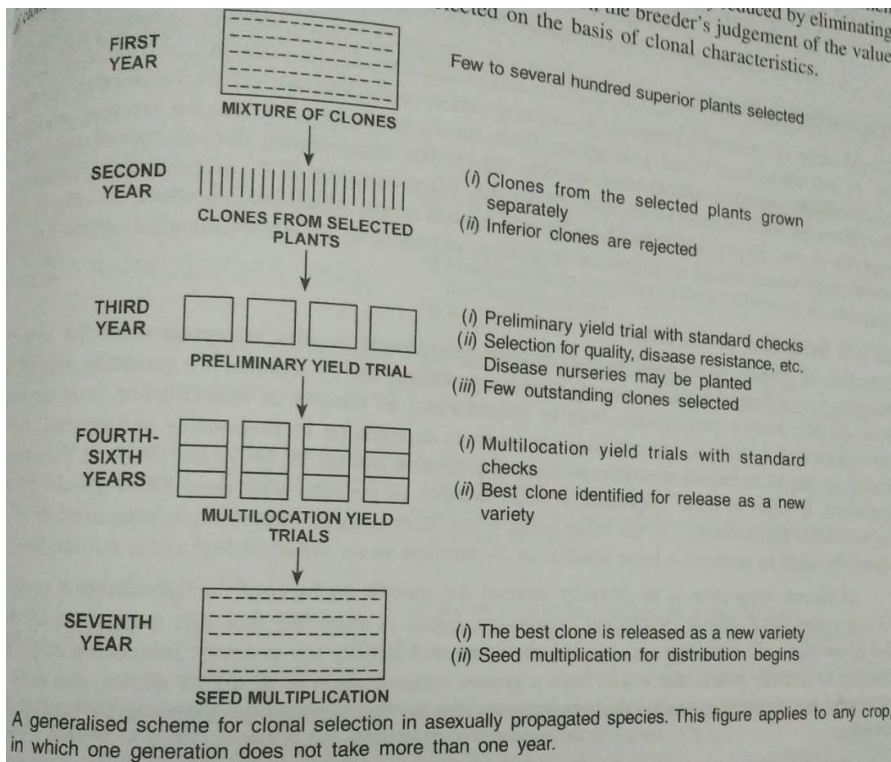 uced by eliminating
the breeder's judgement of the value
ected on the basis of clonal characteristics.
FIRST
YEAR
MIXTURE OF CLONES
Few to several hundred superior plants selected
SECOND
YEAR
CLONES FROM SELECTED
PLANTS
(i) Clones from the selected plants grown
separately
(ii) Inferior clones are rejected
THIRD
YEAR
PRELIMINARY YIELD TRIAL
(i) Preliminary yield trial with standard checks
(ii) Selection for quality, disease resistance, etc.
Disease nurseries may be planted
(iii) Few outstanding clones selected
FOURTH-
SIXTH
YEARS
MULTILOCATION YIELD
TRIALS
(i) Multilocation yield trials with standard
checks
(ii) Best clone identified for release as a new
variety
SEVENTH
YEAR
SEED MULTIPLICATION
(i) The best clone is released as a new variety
(ii) Seed multiplication for distribution begins
A generalised scheme for clonal selection in asexually propagated species. This figure applies to any crop,
in which one generation does not take more than one year.